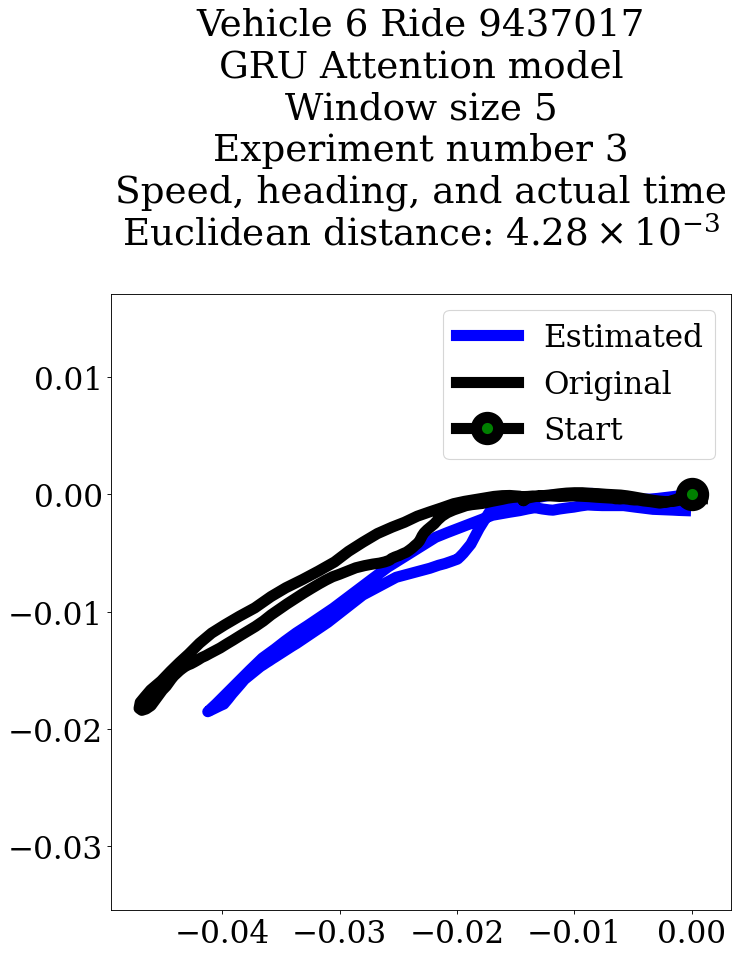 Vehicle 6 Ride 9437017
GRU Attention model
Window size 5
Experiment number 3
Speed, heading, and actual time
Euclidean distance: 4.28 × 10⁻³
Estimated
Original
Start
0.01
0.00
−0.01
−0.02
−0.03
−0.04 −0.03 −0.02 −0.01 0.00